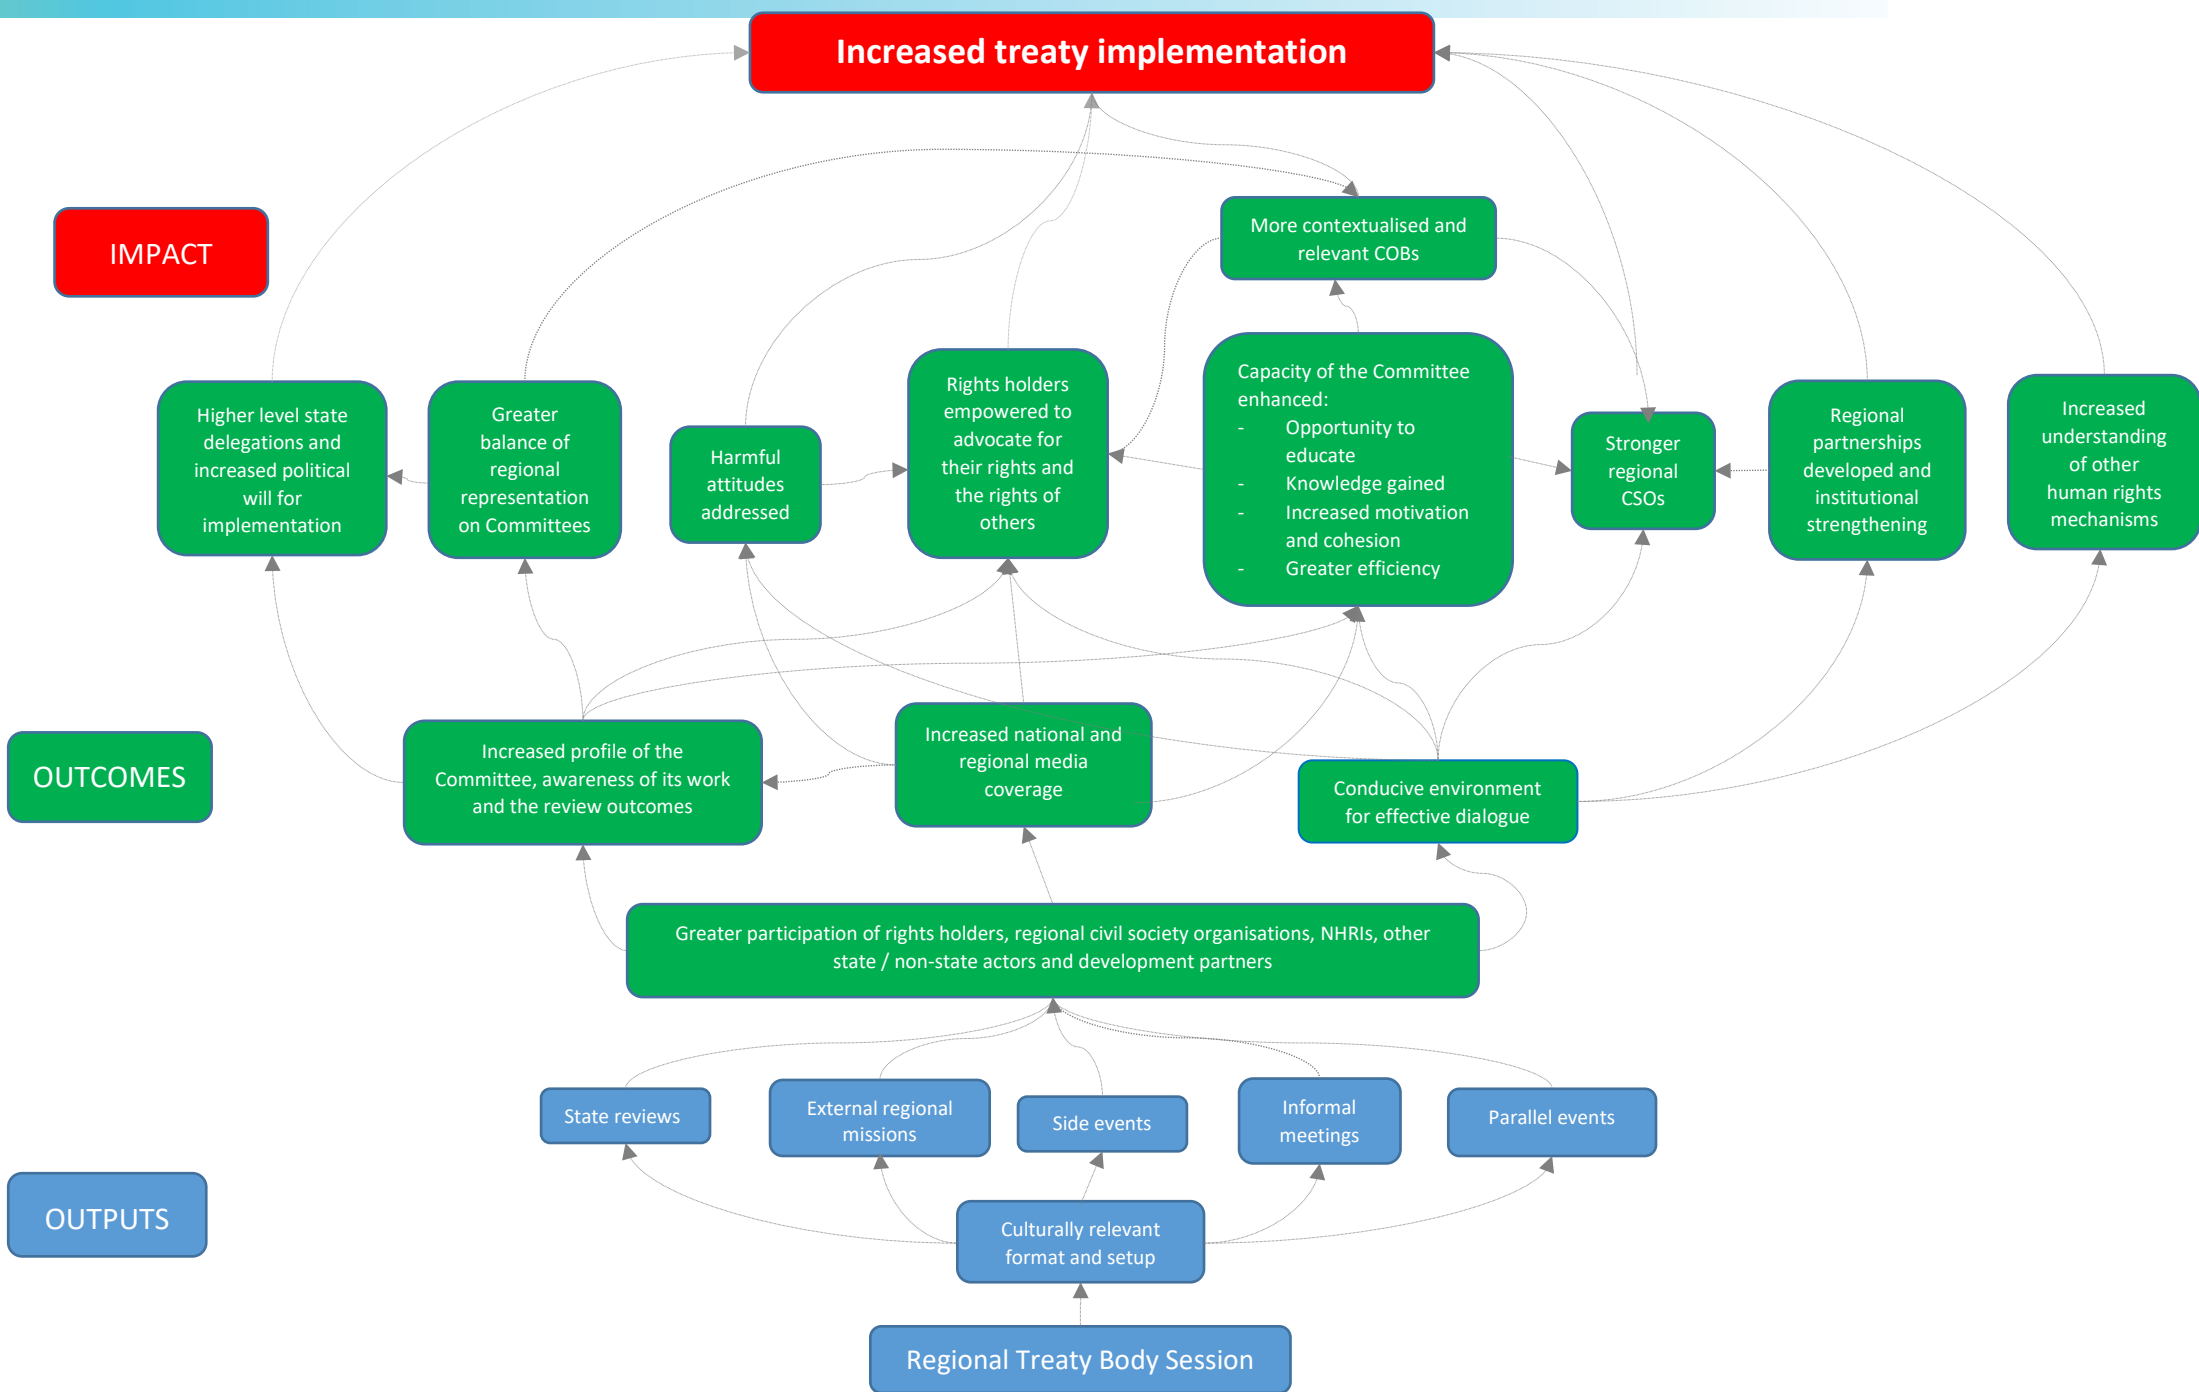 Increased treaty implementation
IMPACT
More contextualised and
relevant COBs
Higher level state
delegations and
increased political
will for
implementation
Greater
balance of
regional
representation
on Committees
Harmful
attitudes
addressed
Rights holders
empowered to
advocate for
their rights and
the rights of
others
Capacity of the Committee
enhanced:
- Opportunity to
educate
- Knowledge gained
- Increased motivation
and cohesion
- Greater efficiency
Stronger
regional
CSOs
Regional
partnerships
developed and
institutional
strengthening
Increased
understanding
of other
human rights
mechanisms
OUTCOMES
Increased profile of the
Committee, awareness of its work
and the review outcomes
Increased national and
regional media
coverage
Conducive environment
for effective dialogue
Greater participation of rights holders, regional civil society organisations, NHRIs, other
state / non-state actors and development partners
State reviews
External regional
missions
Side events
Informal
meetings
Parallel events
OUTPUTS
Culturally relevant
format and setup
Regional Treaty Body Session